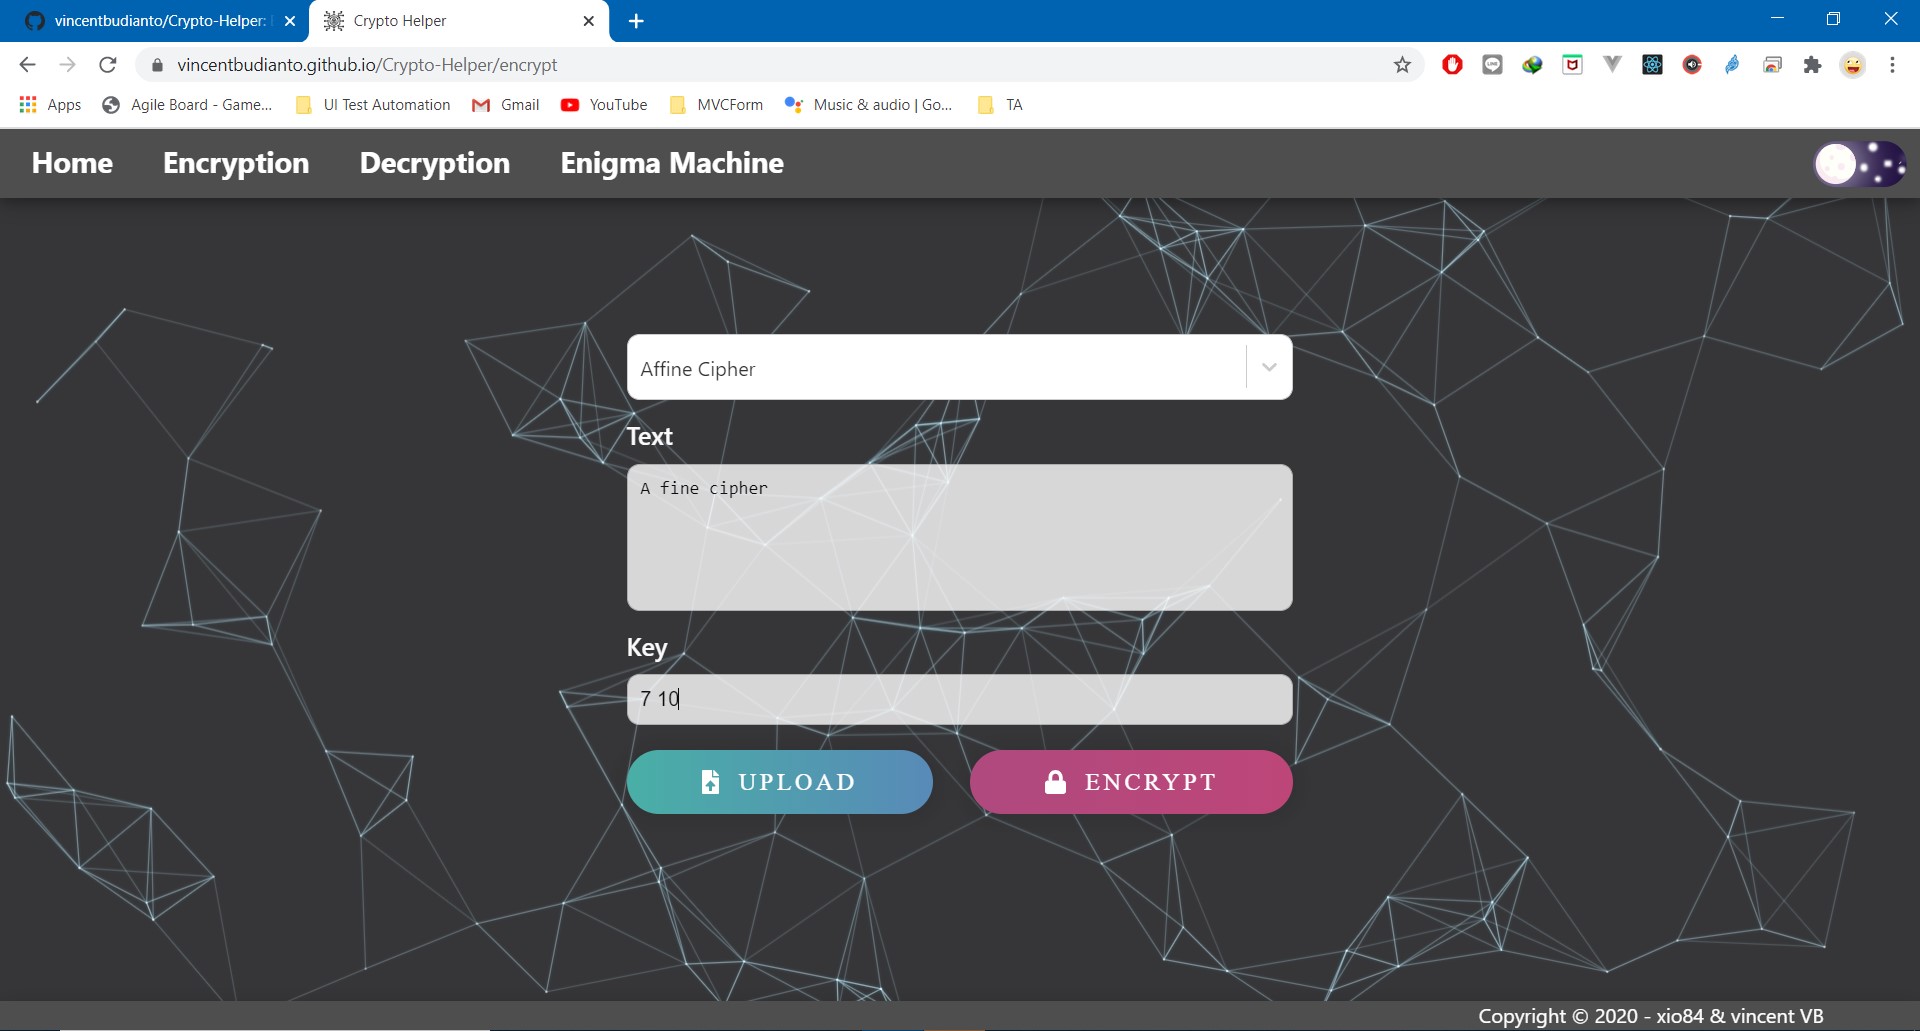 vincentbudianto/Crypto-Helper:
Crypto Helper
vincentbudianto.github.io/Crypto-Helper/encrypt
Apps
Agile Board - Game...
UI Test Automation
Gmail
YouTube
MVCForm
Music & audio | Go...
TA
Home
Encryption
Decryption
Enigma Machine
Affine Cipher
Text
A fine cipher
Key
7 10
UPLOAD
ENCRYPT
Copyright © 2020 - xio84 & vincent VB